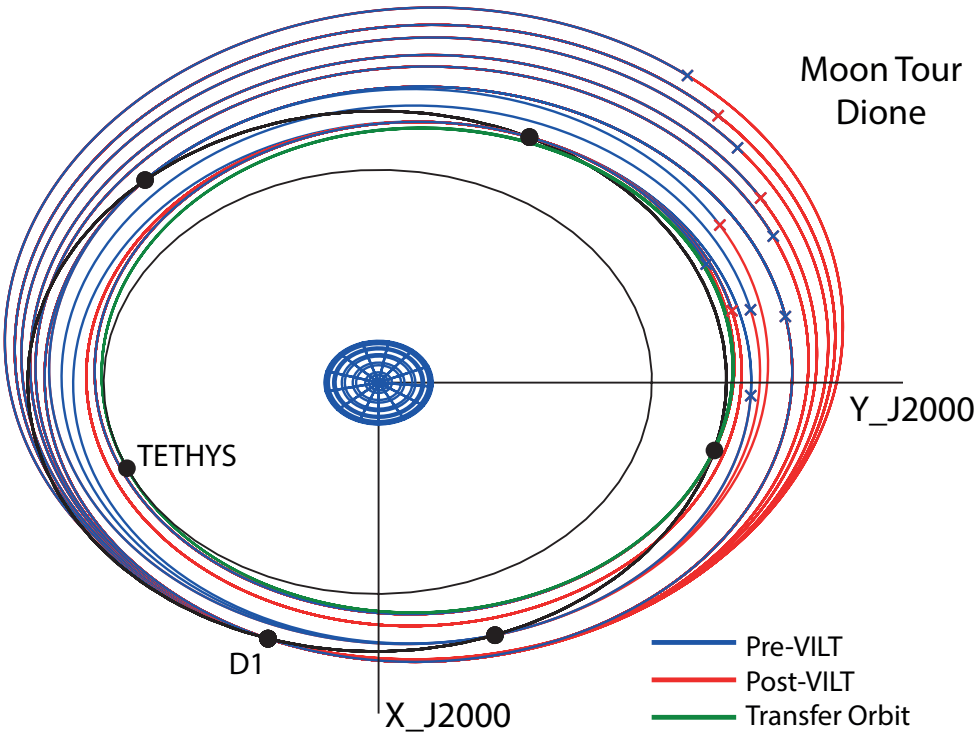 Moon Tour
Dione
Y_J2000
TETHYS
D1
Pre-VILT
Post-VILT
X_J2000
Transfer Orbit